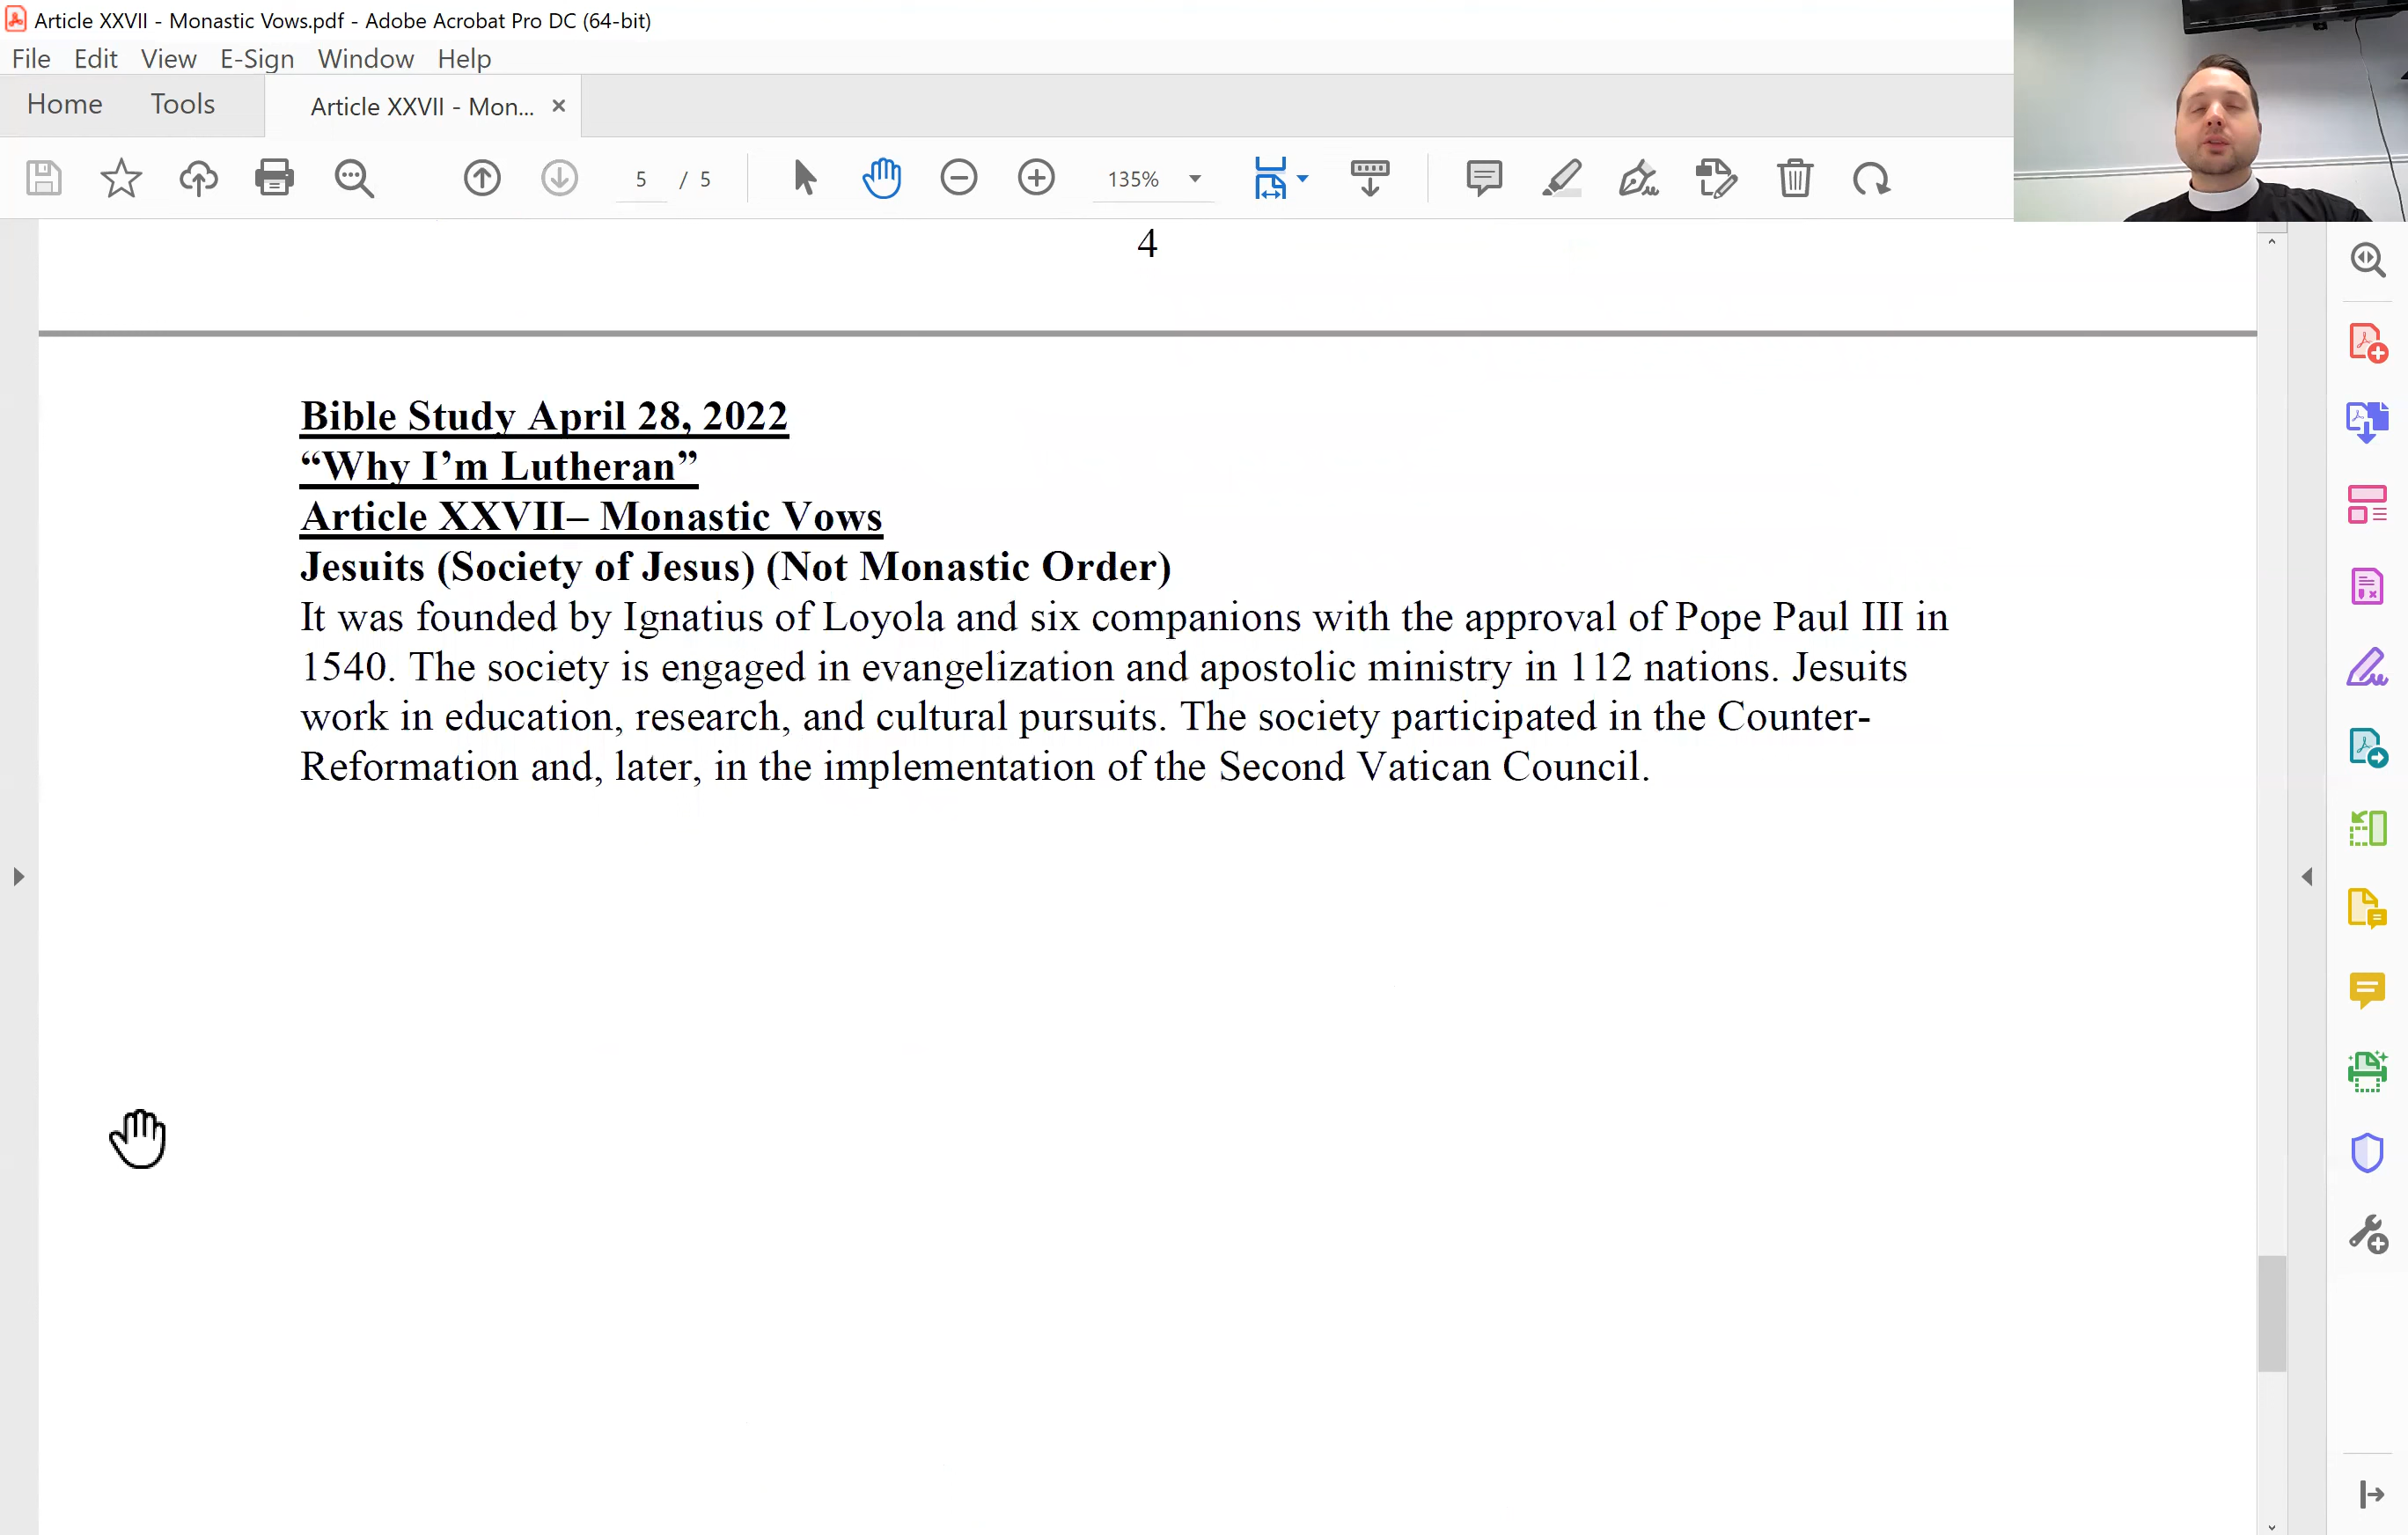 Article XXVII - Monastic Vows.pdf - Adobe Acrobat Pro DC (64-bit)
File Edit View E-Sign Window Help
Home Tools Article XXVII - Mon... ×
5 / 5 135%
4
Bible Study April 28, 2022
“Why I’m Lutheran”
Article XXVII– Monastic Vows
Jesuits (Society of Jesus) (Not Monastic Order)
It was founded by Ignatius of Loyola and six companions with the approval of Pope Paul III in
1540. The society is engaged in evangelization and apostolic ministry in 112 nations. Jesuits
work in education, research, and cultural pursuits. The society participated in the Counter-
Reformation and, later, in the implementation of the Second Vatican Council.